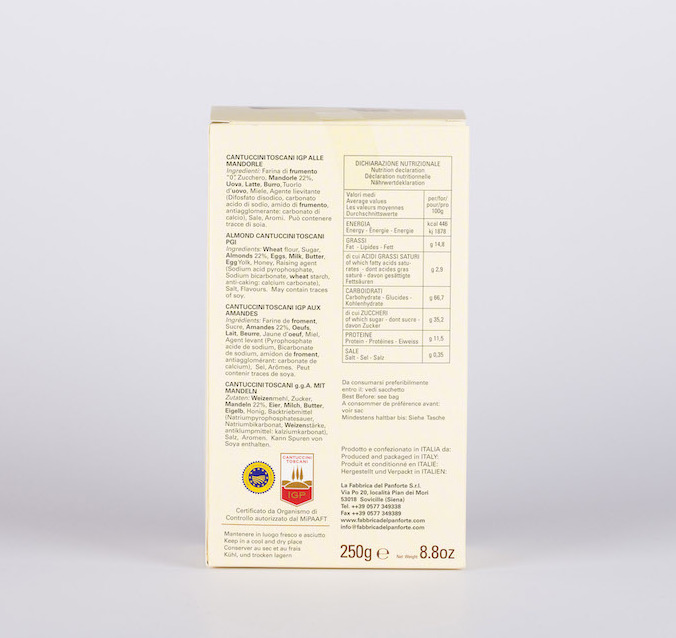 CANTUCCINI TOSCANI IGP ALLE
MANDORLE
Ingredienti: Farina di frumento
"0", Zucchero, Mandorle 22%,
Uova, Latte, Burro, Tuorlo
d'uovo, Miele, Agente lievitante
(Difosfato disodico, carbonato
acido di sodio, amido di frumento,
antiagglomerante: carbonato di
calcio), Sale, Aromi. Può contenere
tracce di soia.
ALMOND CANTUCCINI TOSCANI
PGI
Ingredients: Wheat flour, Sugar,
Almonds 22%, Eggs, Milk, Butter,
Egg Yolk, Honey, Raising agent
(Sodium acid pyrophosphate,
Sodium bicarbonate, wheat starch,
anti-caking: calcium carbonate),
Salt, Flavours. May contain traces
of soy.
CANTUCCINI TOSCANI IGP AUX
AMANDES
Ingrédients: Farine de froment,
Sucre, Amandes 22%, Oeufs,
Lait, Beurre, Jaune d'oeuf, Miel,
Agent levant (Pyrophosphate
acide de sodium, Bicarbonate
de sodium, amidon de froment,
antiagglomérant: carbonate de
calcium), Sel, Arômes. Peut
contenir traces de soya.
CANTUCCINI TOSCANI g.g.A. MIT
MANDELN
Zutaten: Weizenmehl, Zucker,
Mandeln 22%, Eier, Milch, Butter,
Eigelb, Honig, Backtriebmittel
(Natriumpyrophosphatesauer,
Natriumbikarbonat, Weizenstärke,
antiklumpmittel: kalziumkarbonat),
Salz, Aromen. Kann Spuren von
Soya enthalten.
CANTUCCINI
TOSCANI
IGP
Certificato da Organismo di
Controllo autorizzato dal MiPAAFT
Mantenere in luogo fresco e asciutto
Keep in a cool and dry place
Conserver au sec et au frais
Kühl, und trocken lagern
DICHIARAZIONE NUTRIZIONALE
Nutrition declaration
Déclaration nutritionnelle
Nährwertdeklaration
Valori medi
Average values
Les valeurs moyennes
Durchschnittswerte
per/for/
pour/pro
100g
ENERGIA
Energy - Énergie - Energie
kcal 446
kj 1878
GRASSI
Fat - Lipides - Fett
g 14,8
di cui ACIDI GRASSI SATURI
of which fatty acids satu-
rates - dont acides gras
saturé - davon gesättigte
Fettsäuren
g 2,9
CARBOIDRATI
Carbohydrate - Glucides -
Kohlenhydrate
g 66,7
di cui ZUCCHERI
of which sugar - dont sucre -
davon Zucker
g 35,2
PROTEINE
Protein - Protéines - Eiweiss
g 11,5
SALE
Salt - Sel - Salz
g 0,35
Da consumersi preferibilmente
entro il: vedi sacchetto
Best Before: see bag
A consommer de préférence avant:
voir sac
Mindestens haltbar bis: Siehe Tasche
Prodotto e confezionato in ITALIA da:
Produced and packaged in ITALY:
Produit et conditionné en ITALIE:
Hergestellt und Verpackt in ITALIEN:
La Fabbrica del Panforte S.r.l.
Via Po 20, località Pian dei Mori
53018 Sovicille (Siena)
Tel. ++39 0577 349338
Fax ++39 0577 349389
www.fabbricadelpanforte.com
info@fabbricadelpanforte.com
250g e Net Weight 8.8oz